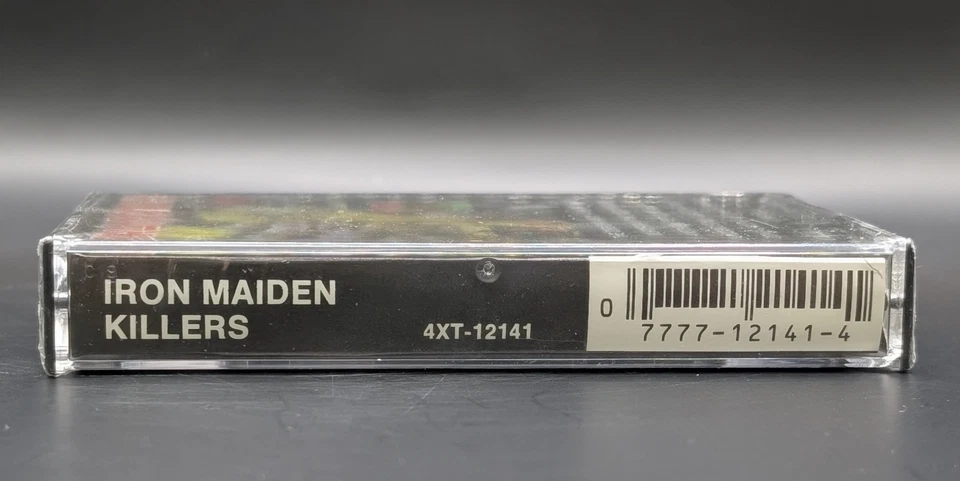 IRON MAIDEN
KILLERS
4XT-12141
0 7777-12141-4